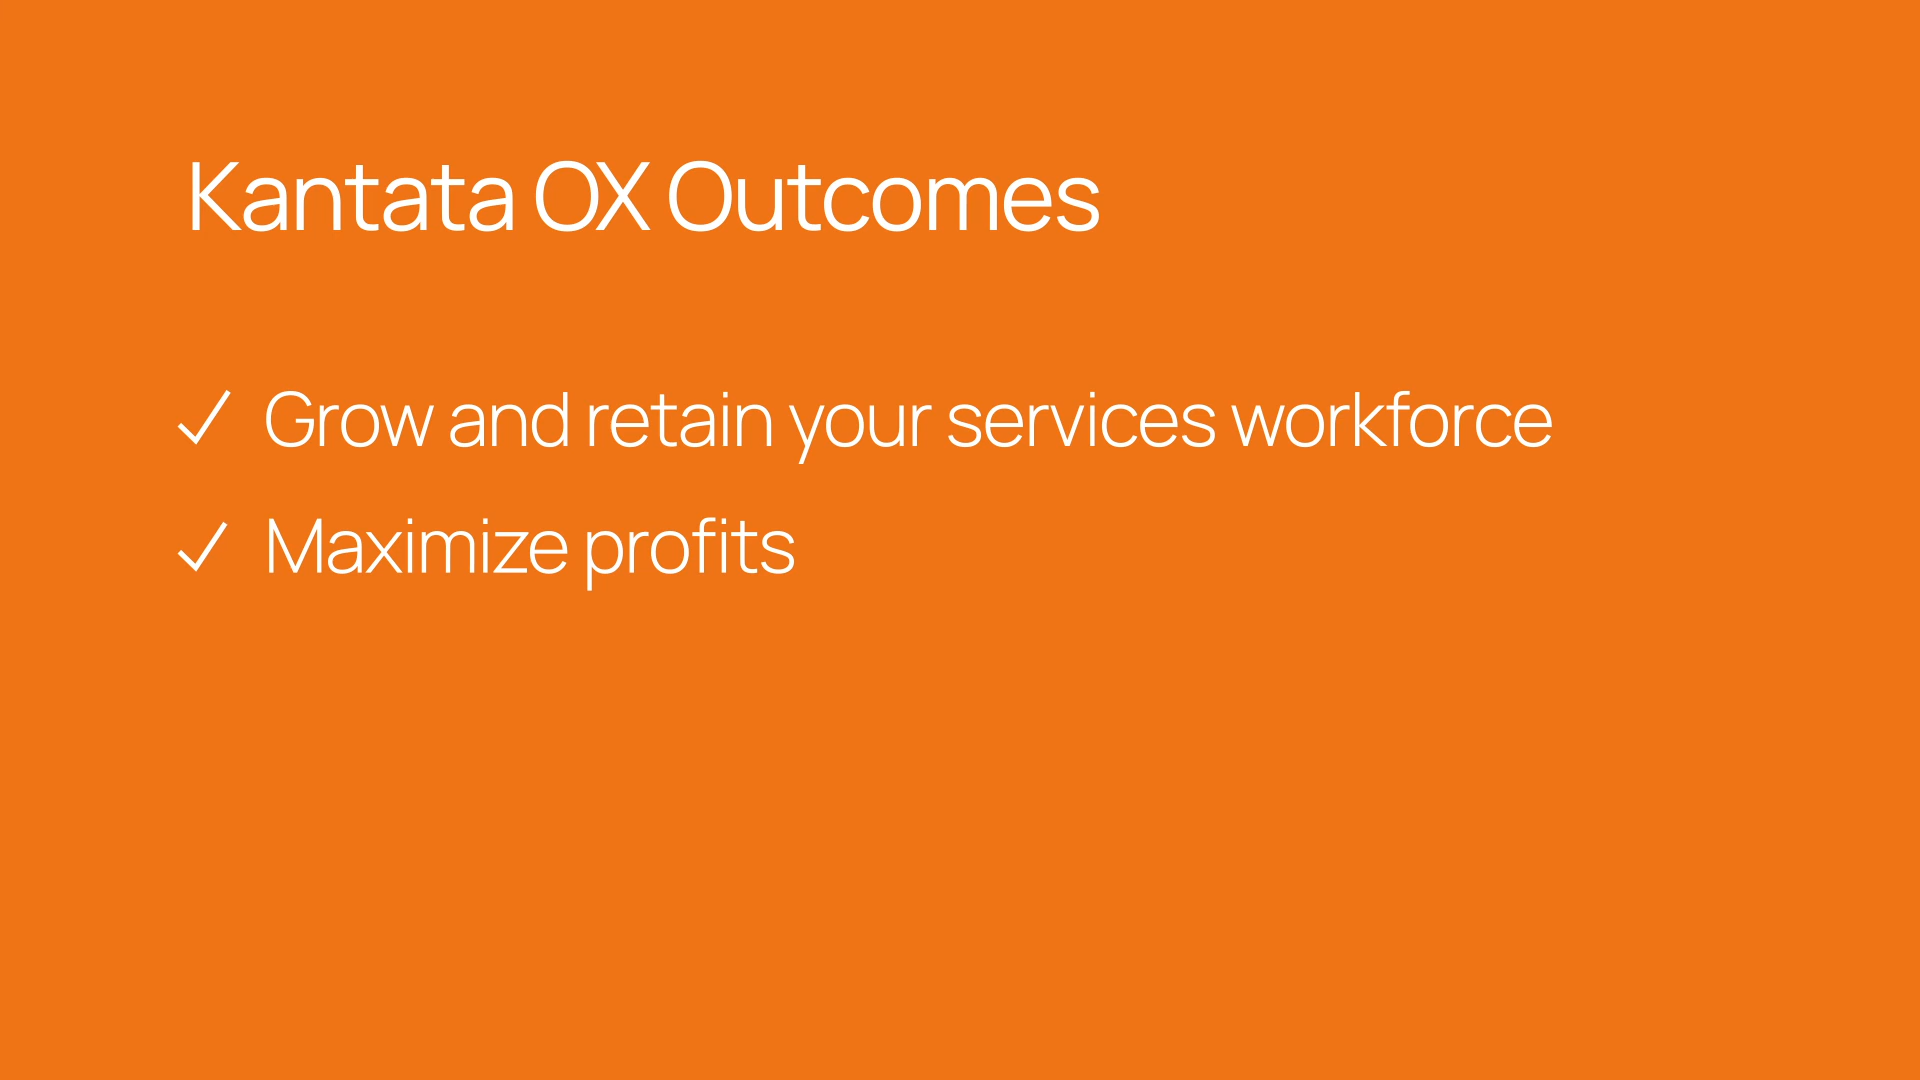 Kantata OX Outcomes
✓ Grow and retain your services workforce
✓ Maximize profits